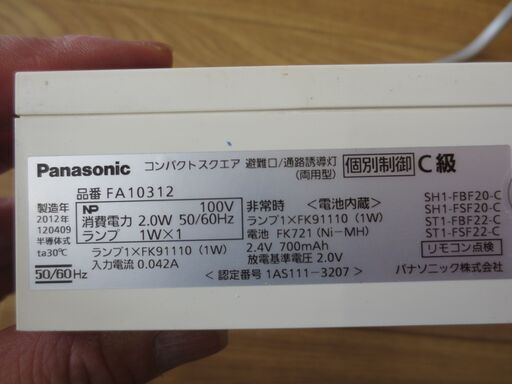 Panasonic コンパクトスクエア 避難口/通路誘導灯 (両用型) 個別制御 C級
品番 FA10312
製造年
2012年
120409
半導体式
ta30℃
50/60Hz
NP 100V
消費電力 2.0W 50/60Hz
ランプ 1W×1
ランプ1×FK91110 (1W)
入力電流 0.042A
非常時 <電池内蔵>
ランプ1×FK91110 (1W)
電池 FK721 (Ni-MH)
2.4V 700mAh
放電基準電圧 2.0V
<認定番号 1AS111-3207>
SH1-FBF20-C
SH1-FSF20-C
ST1-FBF22-C
ST1-FSF22-C
リモコン点検
パナソニック株式会社